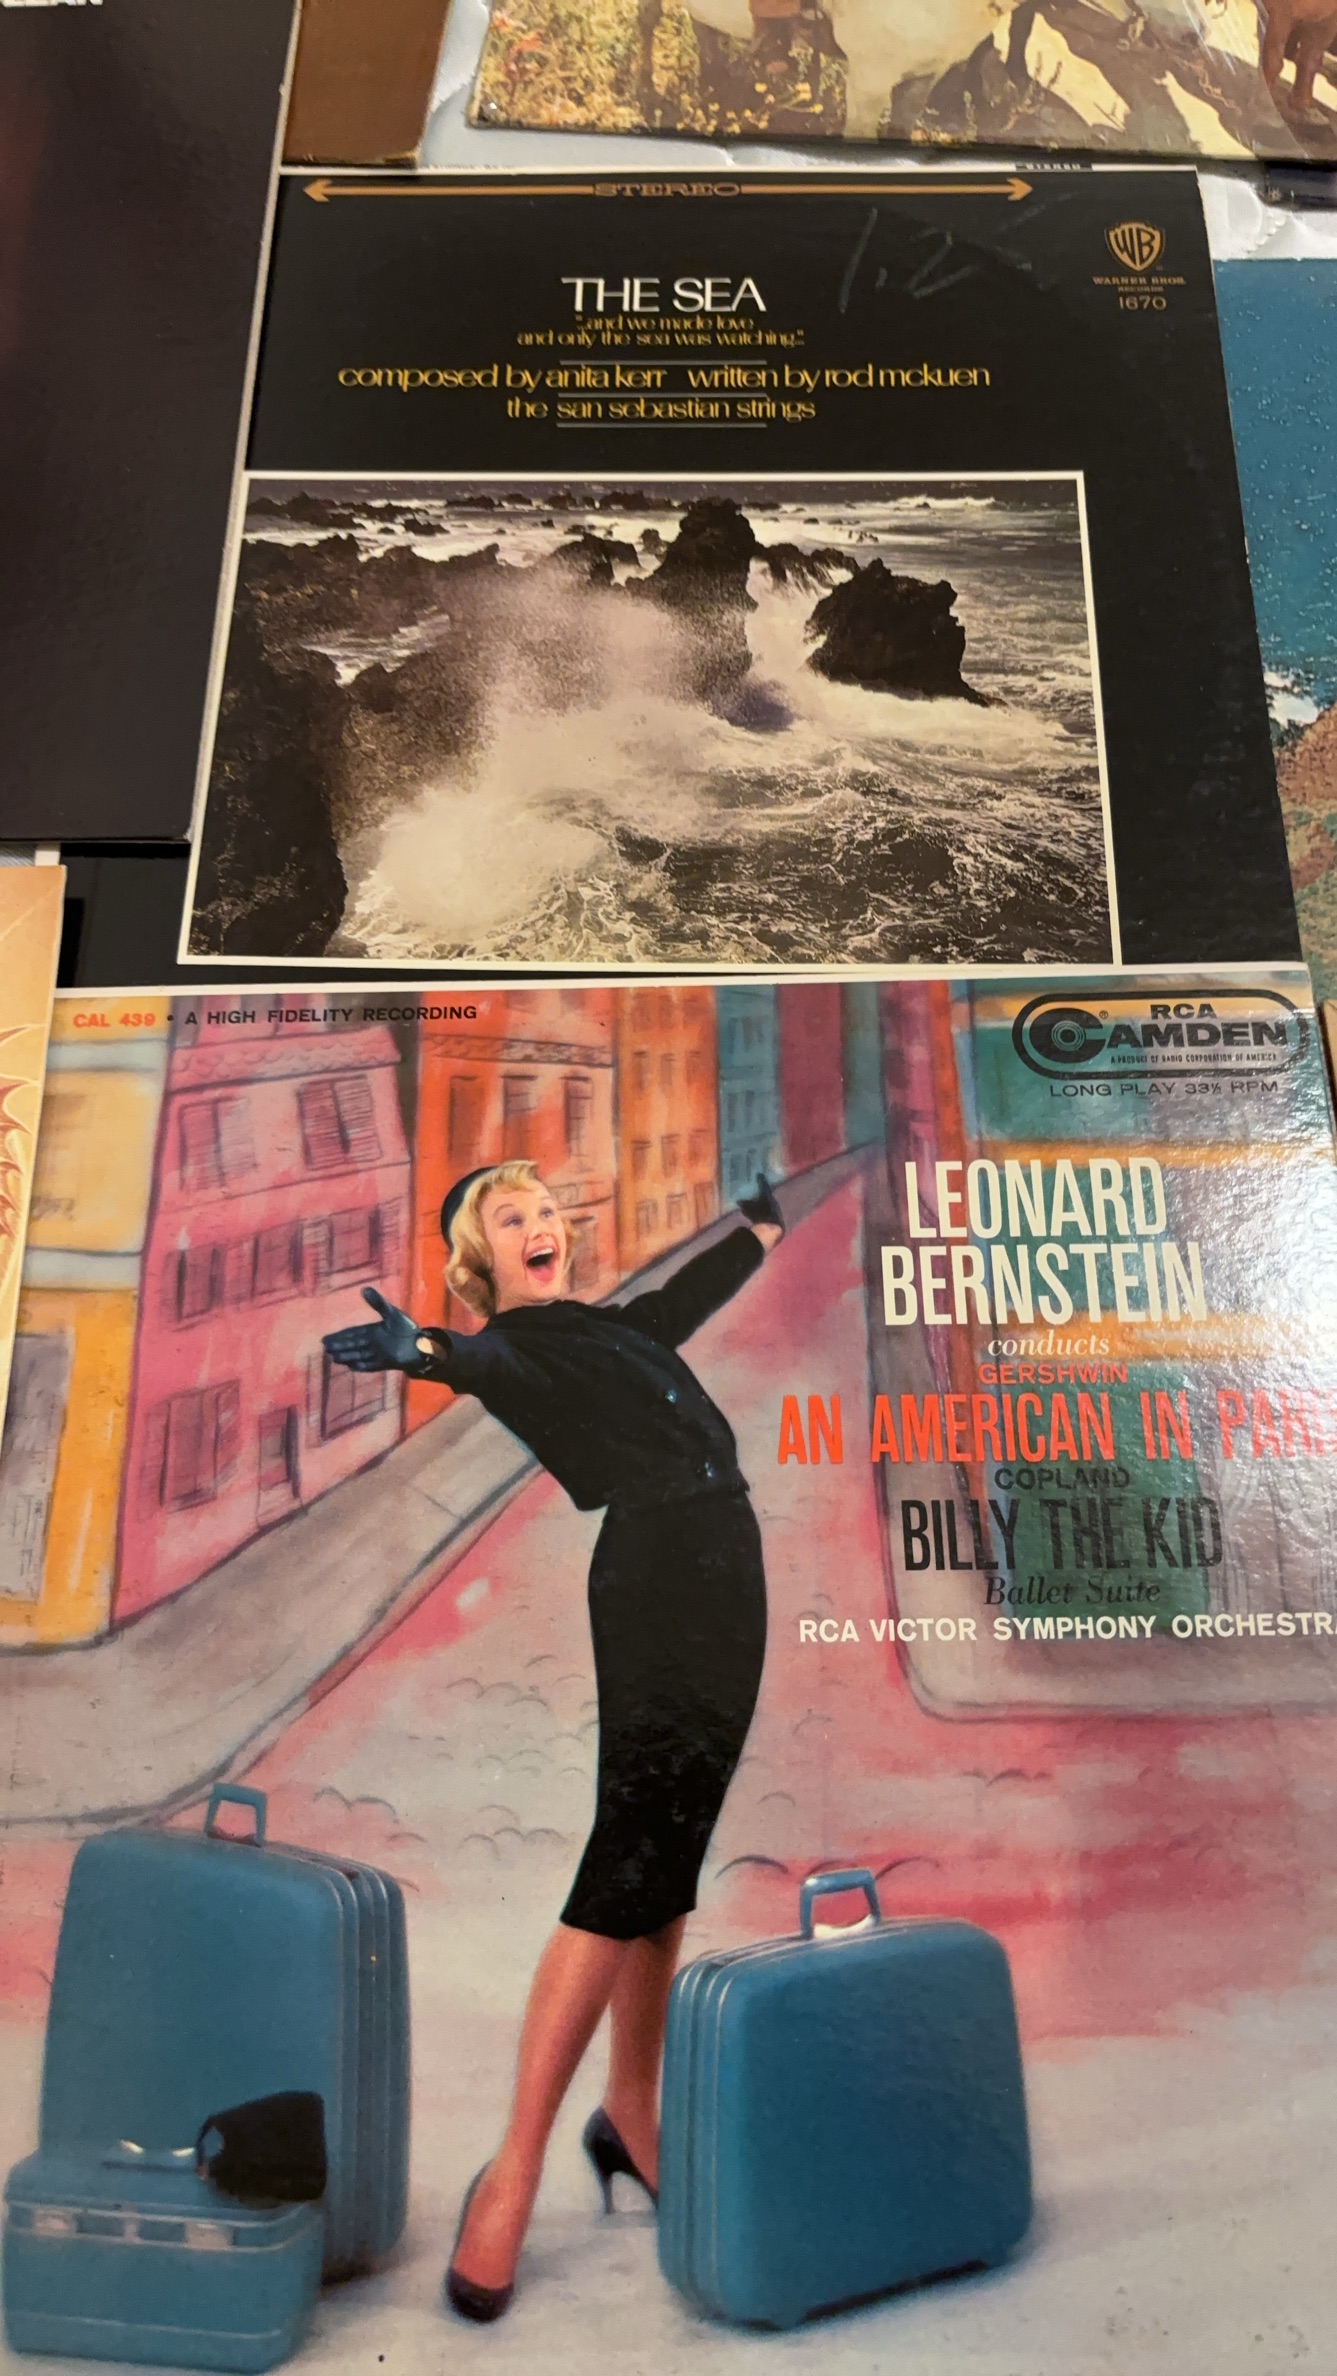 STEREO
1.2
WB
WARNER BROS.
RECORDS
1670
THE SEA
"...and we made love
and only the sea was watching..."
composed by anita kerr written by rod mckuen
the san sebastian strings
CAL 439 • A HIGH FIDELITY RECORDING
RCA
CAMDEN
®
A PRODUCT OF RADIO CORPORATION OF AMERICA
LONG PLAY 33⅓ RPM
LEONARD
BERNSTEIN
conducts
GERSHWIN
AN AMERICAN IN PARI
COPLAND
BILLY THE KID
Ballet Suite
RCA VICTOR SYMPHONY ORCHESTRA